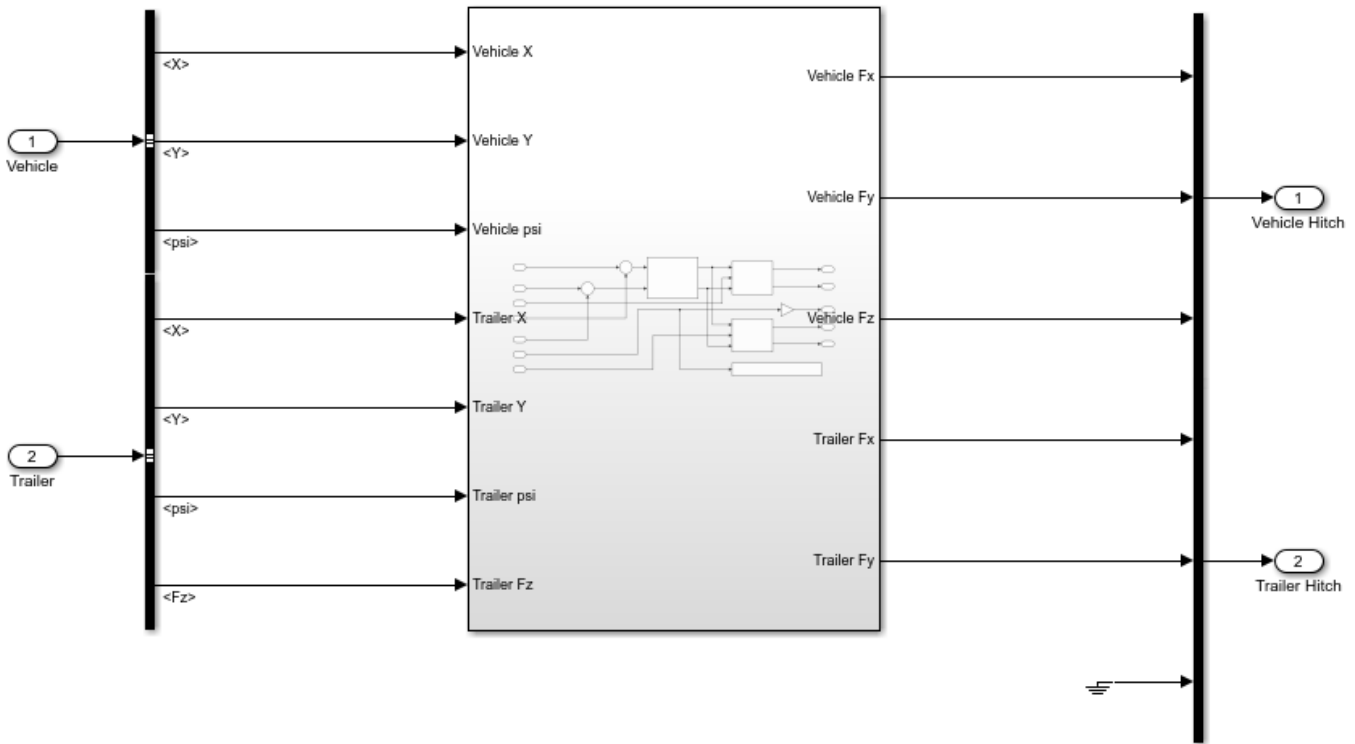 1
Vehicle
<X>
<Y>
<psi>
<X>
<Y>
2
Trailer
<psi>
<Fz>
Vehicle X
Vehicle Y
Vehicle psi
Trailer X
Trailer Y
Trailer psi
Trailer Fz
Vehicle Fx
Vehicle Fy
Vehicle Fz
Trailer Fx
Trailer Fy
1
Vehicle Hitch
2
Trailer Hitch